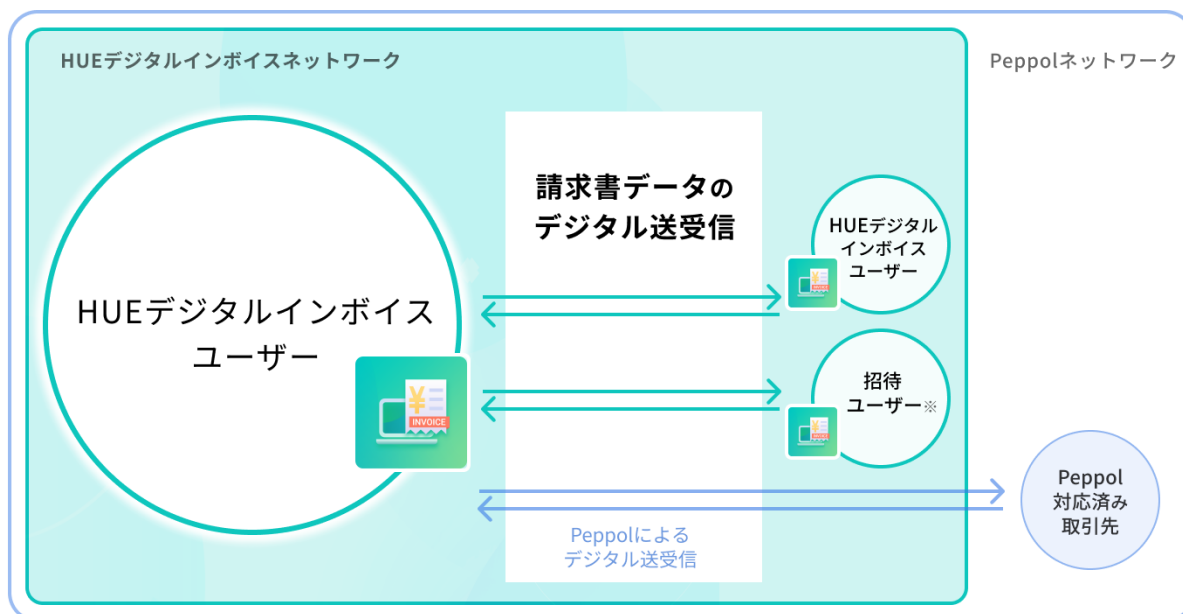 HUEデジタルインボイスネットワーク
Peppolネットワーク
HUEデジタルインボイス
ユーザー
INVOICE
請求書データの
デジタル送受信
HUEデジタル
インボイス
ユーザー
INVOICE
招待
ユーザー※
INVOICE
Peppolによる
デジタル送受信
Peppol
対応済み
取引先